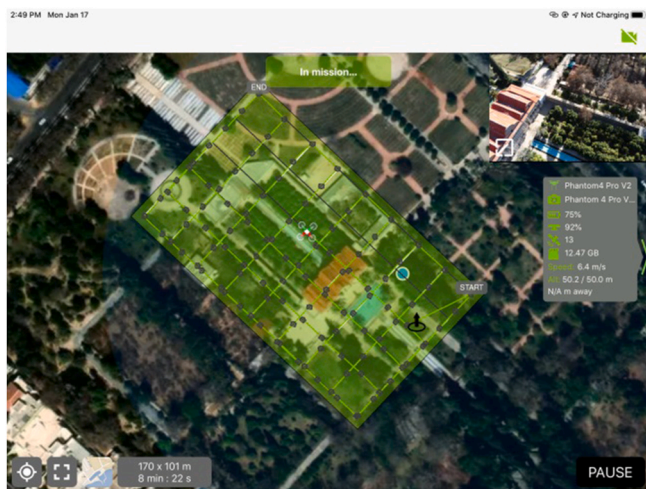 2:49 PM Mon Jan 17
Not Charging
In mission...
END
START
Phantom4 Pro V2
Phantom 4 Pro V...
75%
92%
13
12.47 GB
Speed: 6.4 m/s
Alt: 50.2 / 50.0 m
N/A m away
170 x 101 m
8 min : 22 s
PAUSE